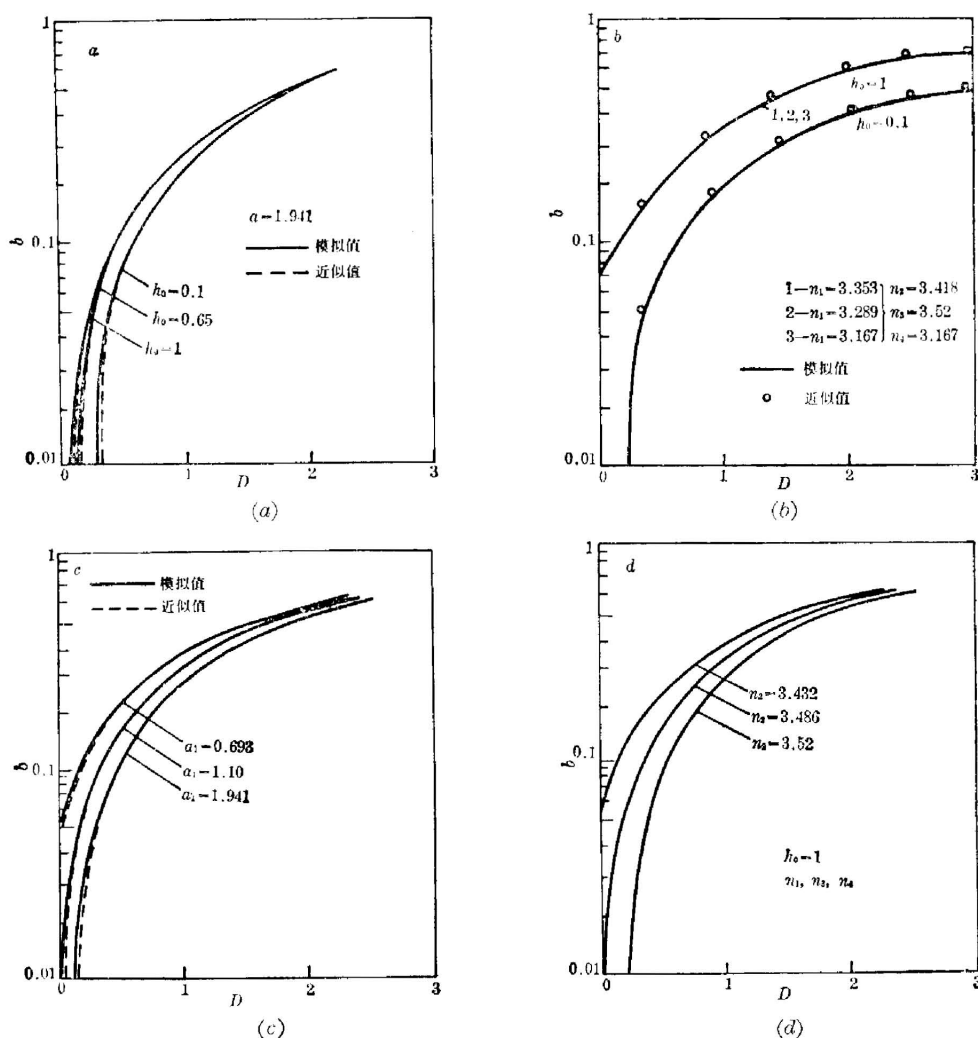 1
a
a=1.941
模拟值
近似值
b
0.1
h₀=0.1
h₀=0.65
h₀=1
0.01
0
1
2
3
D
(a)
1
b
h₀=1
1,2,3
h₀=0.1
b
0.1
1—n₁=3.353
2—n₁=3.289
3—n₁=3.167
n₂=3.418
n₃=3.52
n₄=3.167
模拟值
近似值
0.01
0
1
2
3
D
(b)
1
c
模拟值
近似值
a₁=0.693
a₁=1.10
a₁=1.941
b
0.1
0.01
0
1
2
3
D
(c)
1
d
n₂=3.432
n₂=3.486
n₂=3.52
b
0.1
h₀=1
0.01
0
1
2
3
D
(d)